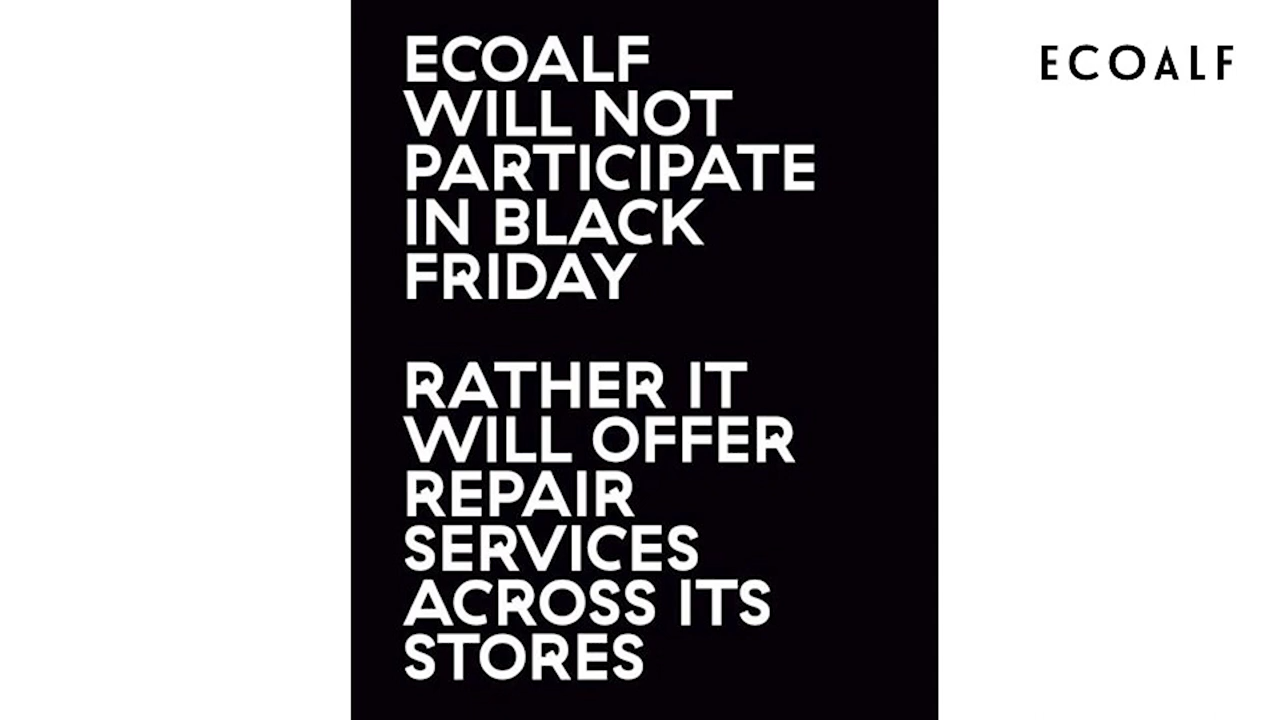 ECOALF
WILL NOT
PARTICIPATE
IN BLACK
FRIDAY
RATHER IT
WILL OFFER
REPAIR
SERVICES
ACROSS ITS
STORES
ECOALF